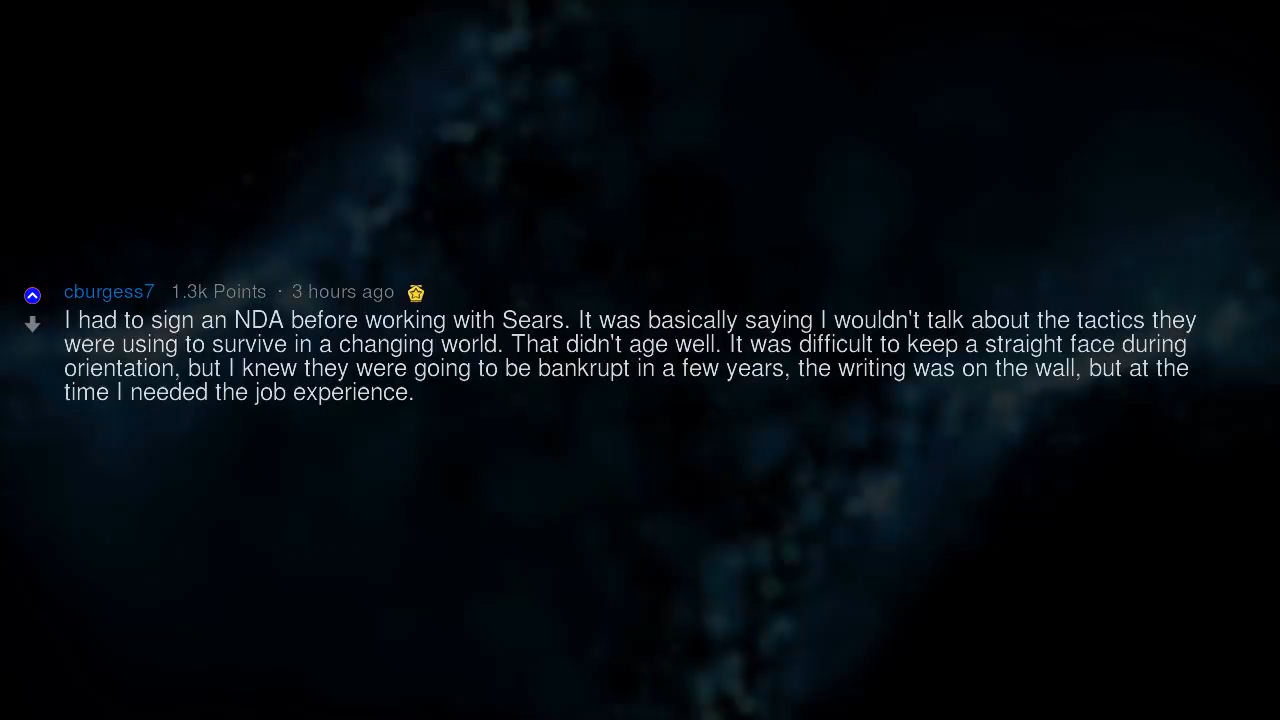 cburgess7 1.3k Points · 3 hours ago
I had to sign an NDA before working with Sears. It was basically saying I wouldn't talk about the tactics they
were using to survive in a changing world. That didn't age well. It was difficult to keep a straight face during
orientation, but I knew they were going to be bankrupt in a few years, the writing was on the wall, but at the
time I needed the job experience.